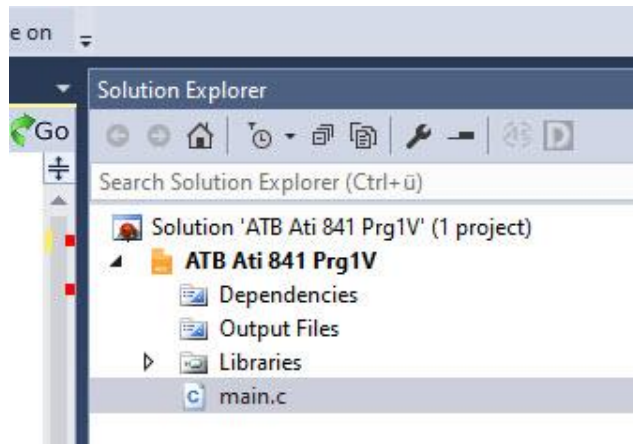 e on
Solution Explorer
Go
Search Solution Explorer (Ctrl+ü)
Solution 'ATB Ati 841 Prg1V' (1 project)
ATB Ati 841 Prg1V
Dependencies
Output Files
Libraries
main.c